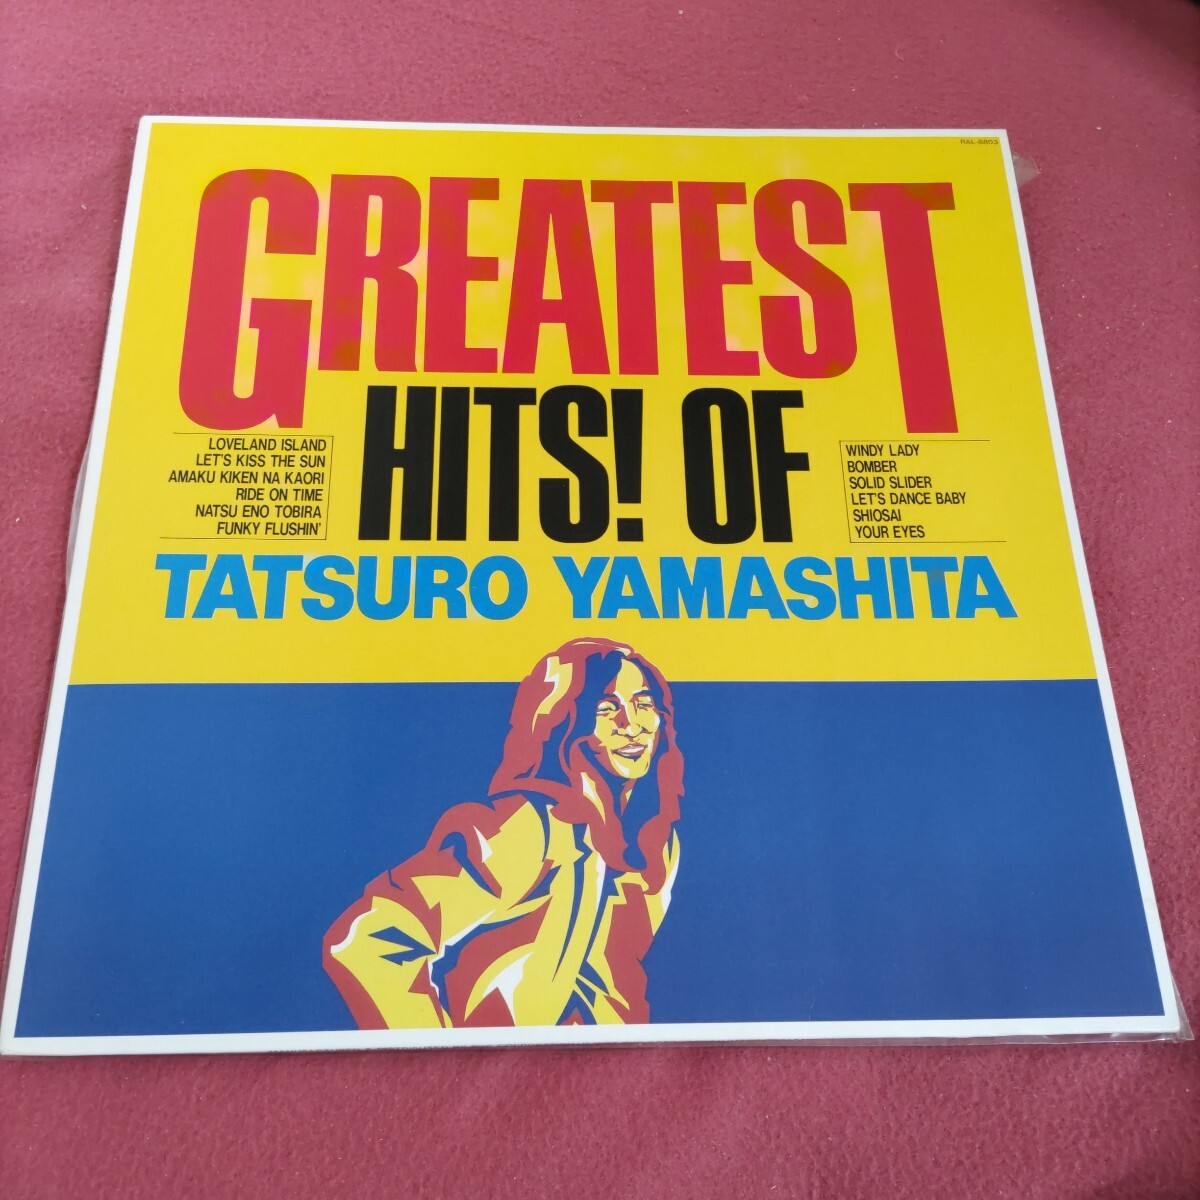 RAL-8803
GREATEST
HITS! OF
LOVELAND ISLAND
LET'S KISS THE SUN
AMAKU KIKEN NA KAORI
RIDE ON TIME
NATSU ENO TOBIRA
FUNKY FLUSHIN'
WINDY LADY
BOMBER
SOLID SLIDER
LET'S DANCE BABY
SHIOSAI
YOUR EYES
TATSURO YAMASHITA